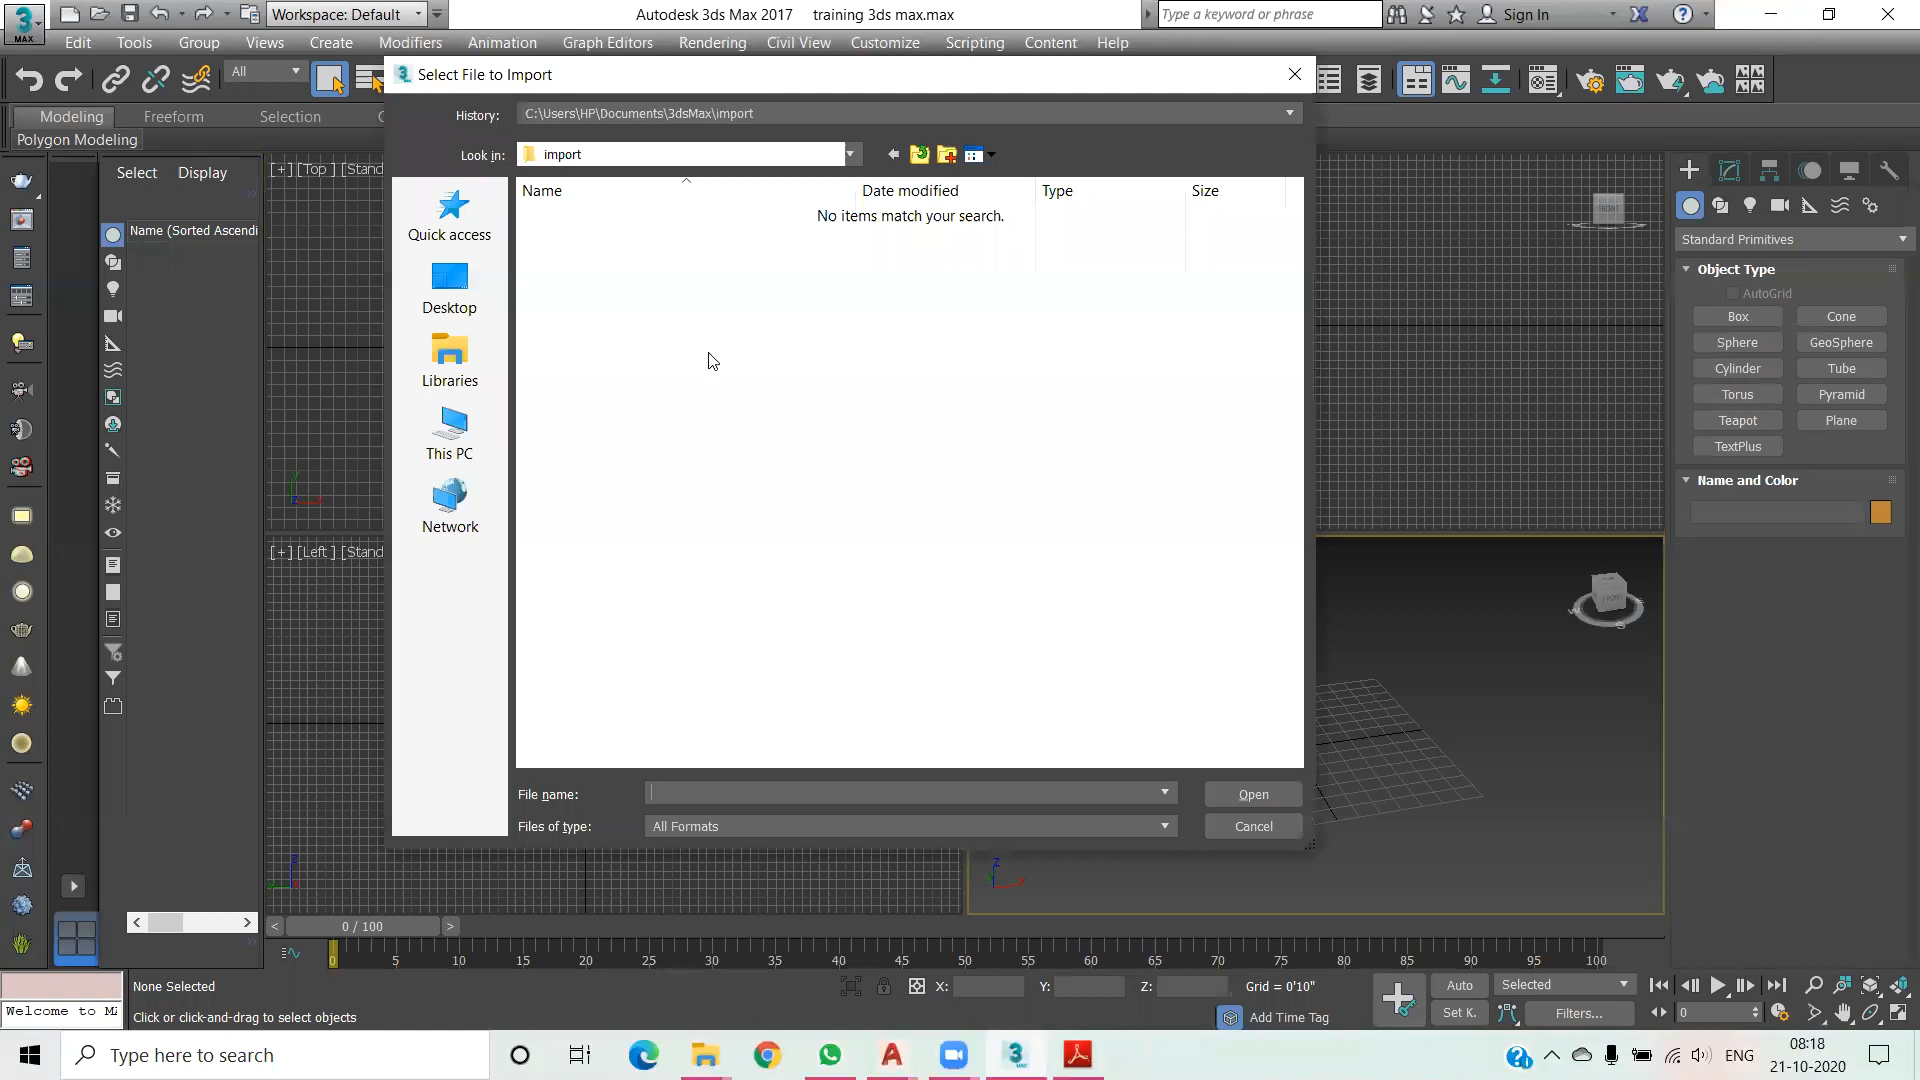 MAX
Workspace: Default
Autodesk 3ds Max 2017 training 3ds max.max
Type a keyword or phrase
Sign In
Edit Tools Group Views Create Modifiers Animation Graph Editors Rendering Civil View Customize Scripting Content Help
All
Modeling Freeform Selection
Polygon Modeling
Select File to Import
History: C:\Users\HP\Documents\3dsMax\import
Look in: import
Name Date modified Type Size
No items match your search.
Quick access
Desktop
Libraries
This PC
Network
File name:
Open
Files of type: All Formats
Cancel
Select Display
Name (Sorted Ascendi
[+] [Top ] [Stand
[+] [Left ] [Stand
Standard Primitives
Object Type
AutoGrid
Box Cone
Sphere GeoSphere
Cylinder Tube
Torus Pyramid
Teapot Plane
TextPlus
Name and Color
FRONT
0 / 100
0 5 10 15 20 25 30 35 40 45 50 55 60 65 70 75 80 85 90 95 100
None Selected
X: Y: Z: Grid = 0'10"
Auto Selected
Welcome to MA
Click or click-and-drag to select objects
Add Time Tag
Set K. Filters...
0
Type here to search
ENG
08:18
21-10-2020